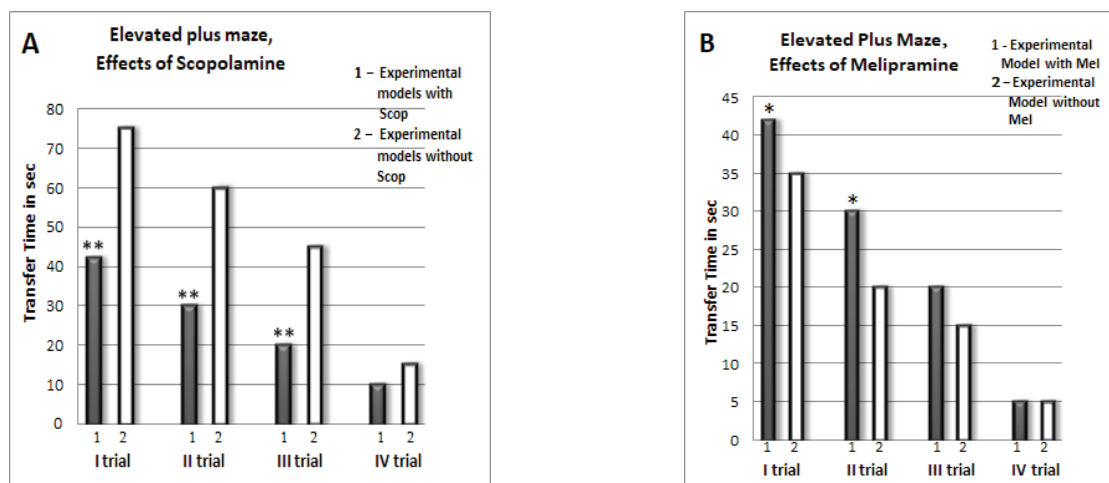 A
Elevated plus maze,
Effects of Scopolamine
1 – Experimental
models with
Scop
2 – Experimental
models without
Scop
Transfer Time in sec
80
70
60
50
40
30
20
10
0
**
**
**
1 2 1 2 1 2 1 2
I trial II trial III trial IV trial
B
Elevated Plus Maze,
Effects of Melipramine
1 - Experimental
Model with Mel
2 – Experimental
Model without
Mel
Transfer Time in sec
45
40
35
30
25
20
15
10
5
0
*
*
1 2 1 2 1 2 1 2
I trial II trial III trial IV trial